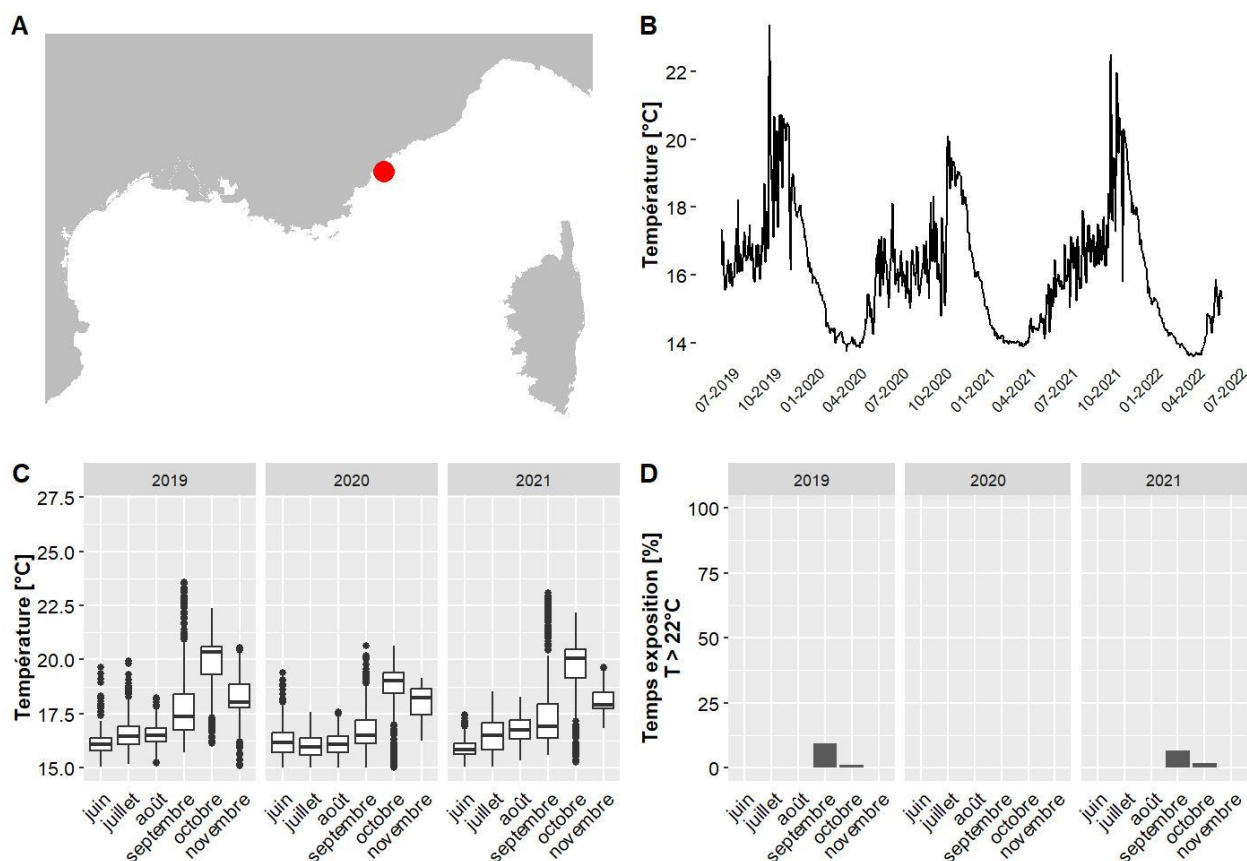 A
B
Température [°C]
22
20
18
16
14
07-2019
10-2019
01-2020
04-2020
07-2020
10-2020
01-2021
04-2021
07-2021
10-2021
01-2022
04-2022
07-2022
C
2019
2020
2021
Température [°C]
27.5
25.0
22.5
20.0
17.5
15.0
juin
juillet
août
septembre
octobre
novembre
juin
juillet
août
septembre
octobre
novembre
juin
juillet
août
septembre
octobre
novembre
D
2019
2020
2021
Temps exposition [%]
T > 22°C
100
75
50
25
0
juin
juillet
août
septembre
octobre
novembre
juin
juillet
août
septembre
octobre
novembre
juin
juillet
août
septembre
octobre
novembre